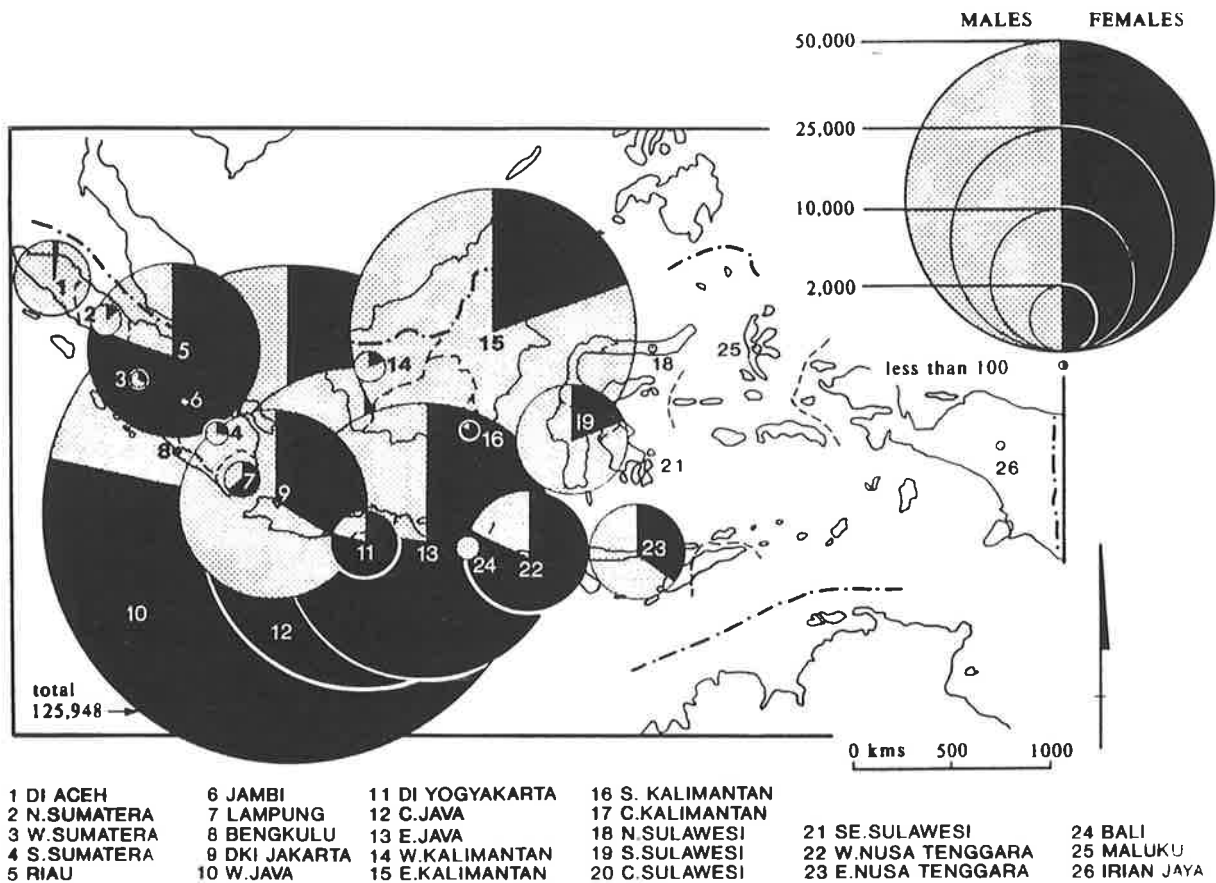 MALES FEMALES
50,000
25,000
10,000
2,000
less than 100
1
2
3
4
5
6
7
8
9
10
11
12
13
14
15
16
18
19
21
22
23
24
25
26
total
125,948
0 kms 500 1000
1 DI ACEH
2 N.SUMATERA
3 W.SUMATERA
4 S.SUMATERA
5 RIAU
6 JAMBI
7 LAMPUNG
8 BENGKULU
9 DKI JAKARTA
10 W.JAVA
11 DI YOGYAKARTA
12 C.JAVA
13 E.JAVA
14 W.KALIMANTAN
15 E.KALIMANTAN
16 S. KALIMANTAN
17 C.KALIMANTAN
18 N.SULAWESI
19 S.SULAWESI
20 C.SULAWESI
21 SE.SULAWESI
22 W.NUSA TENGGARA
23 E.NUSA TENGGARA
24 BALI
25 MALUKU
26 IRIAN JAYA